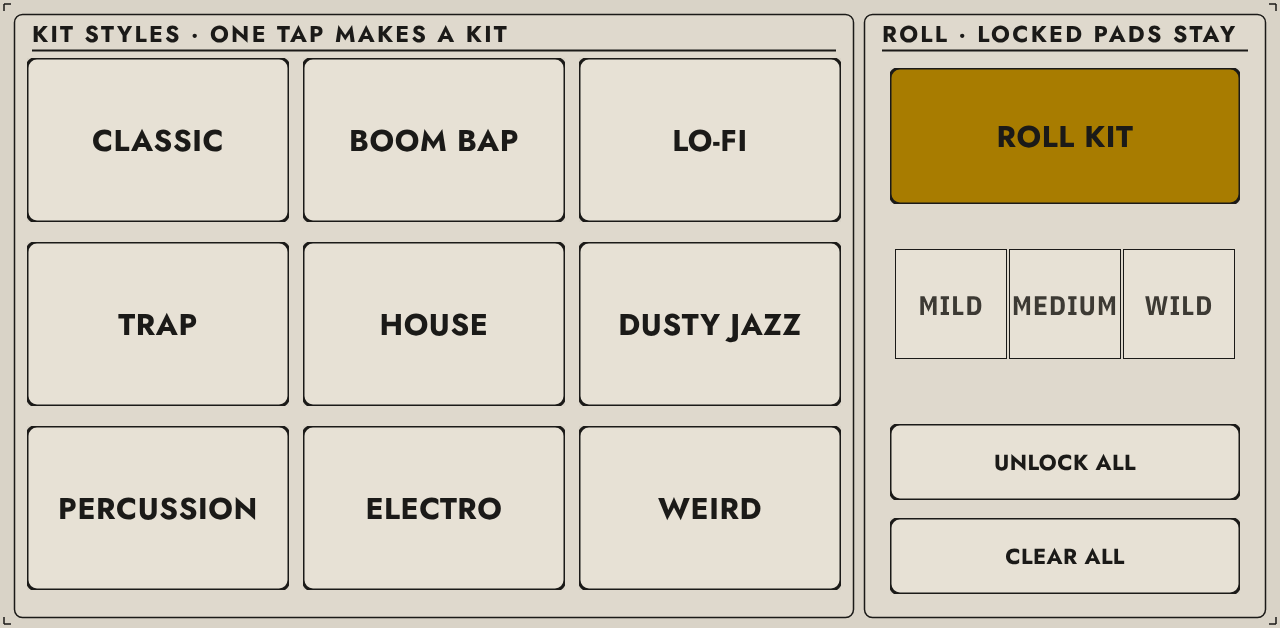 KIT STYLES · ONE TAP MAKES A KIT
CLASSIC
BOOM BAP
LO-FI
TRAP
HOUSE
DUSTY JAZZ
PERCUSSION
ELECTRO
WEIRD
ROLL · LOCKED PADS STAY
ROLL KIT
MILD
MEDIUM
WILD
UNLOCK ALL
CLEAR ALL